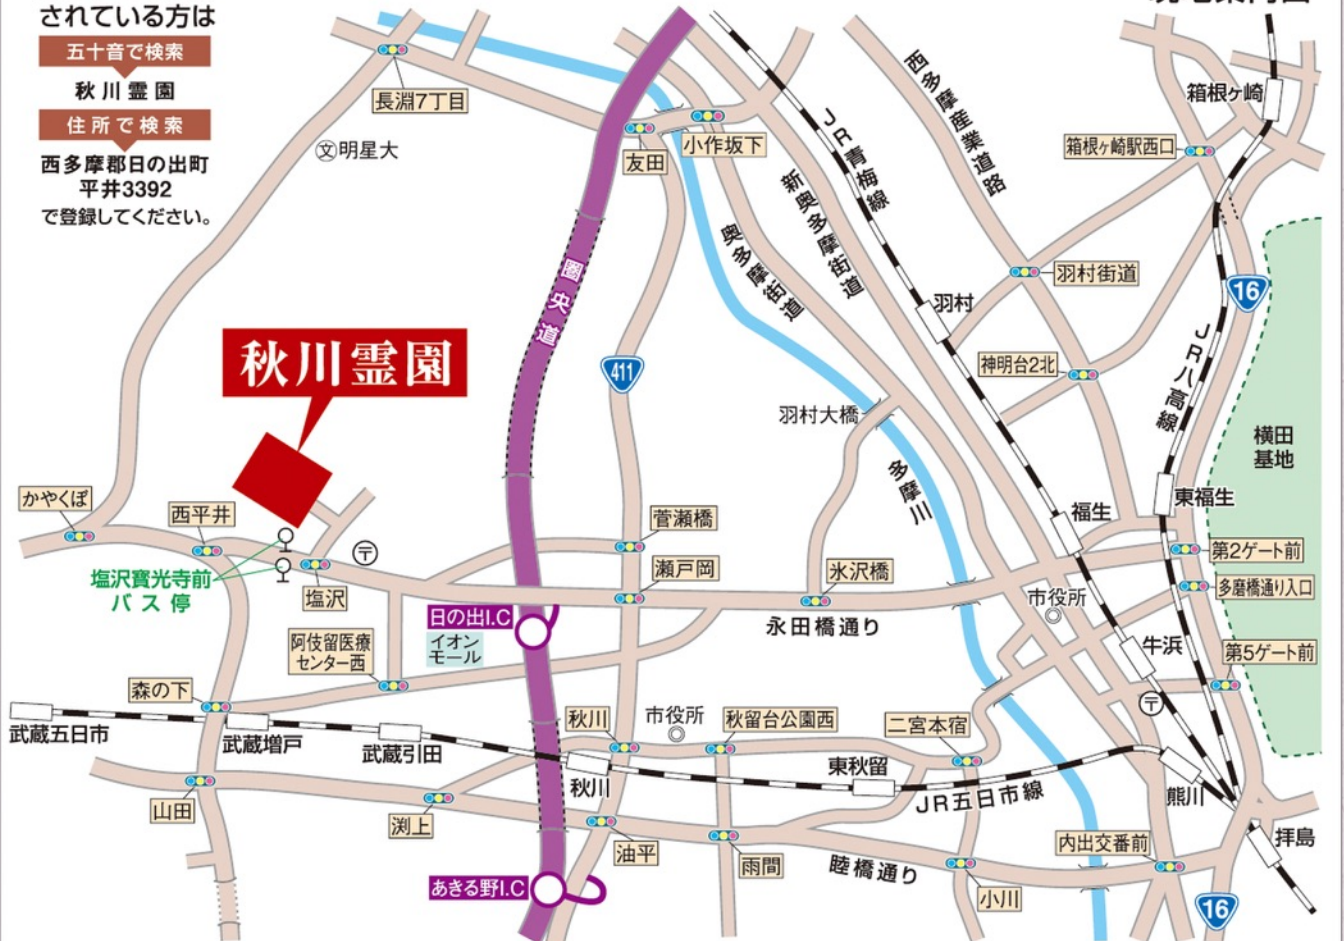 されている方は
五十音で検索
秋川霊園
住所で検索
西多摩郡日の出町
平井3392
で登録してください。
長淵7丁目
文明星大
友田
小作坂下
JR青梅線
西多摩産業道路
箱根ヶ崎
箱根ヶ崎駅西口
新奥多摩街道
奥多摩街道
圏央道
羽村街道
16
羽村
411
神明台2北
JR八高線
秋川霊園
羽村大橋
多摩川
横田
基地
かやくぼ
西平井
〒
塩沢寳光寺前
バス停
塩沢
菅瀬橋
瀬戸岡
氷沢橋
福生
東福生
第2ゲート前
多磨橋通り入口
日の出I.C
イオン
モール
永田橋通り
市役所
牛浜
第5ゲート前
〒
阿伎留医療
センター西
森の下
武蔵五日市
武蔵増戸
武蔵引田
秋川
市役所
秋留台公園西
二宮本宿
秋川
東秋留
JR五日市線
熊川
拝島
山田
渕上
油平
雨間
睦橋通り
内出交番前
小川
あきる野I.C
16